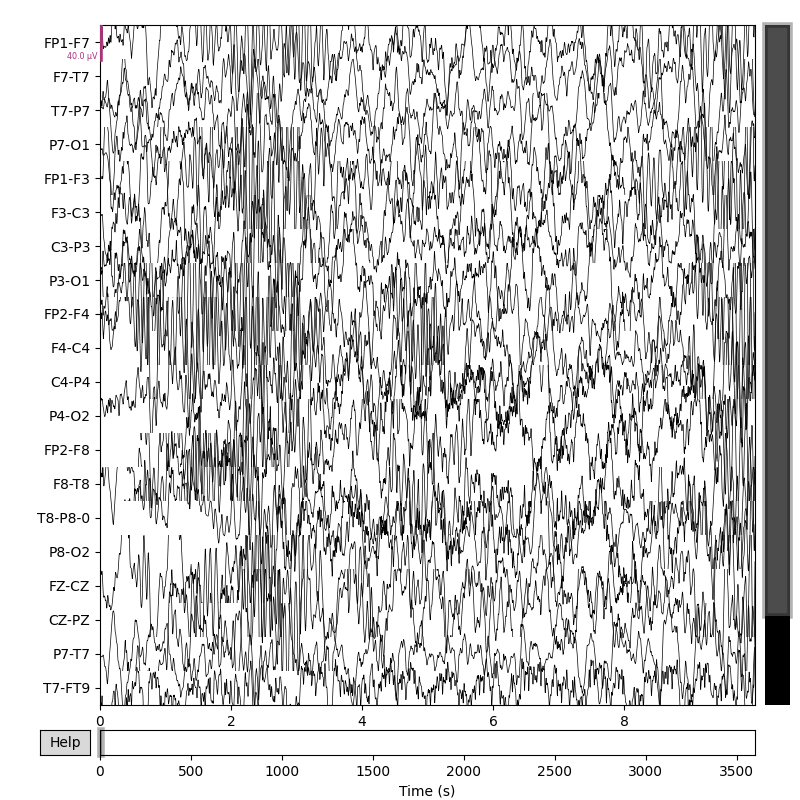 FP1-F7
40.0 µV
F7-T7
T7-P7
P7-O1
FP1-F3
F3-C3
C3-P3
P3-O1
FP2-F4
F4-C4
C4-P4
P4-O2
FP2-F8
F8-T8
T8-P8-0
P8-O2
FZ-CZ
CZ-PZ
P7-T7
T7-FT9
0 2 4 6 8
Help
0 500 1000 1500 2000 2500 3000 3500
Time (s)